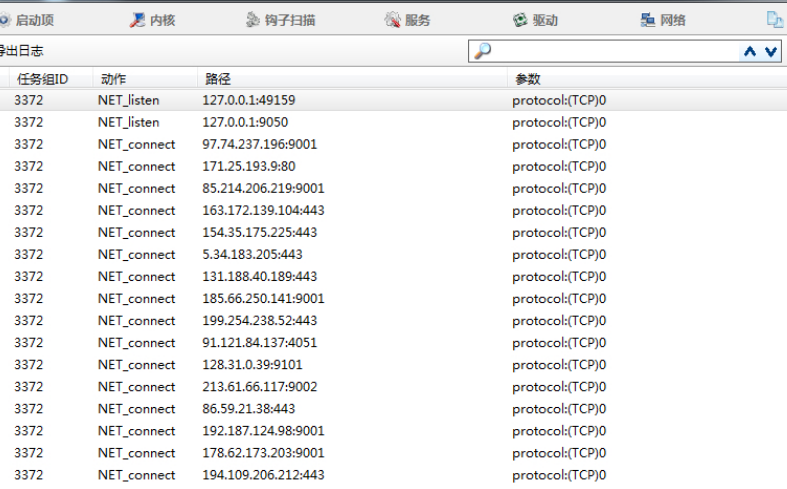 启动项 内核 钩子扫描 服务 驱动 网络
导出日志
任务组ID 动作 路径 参数
3372 NET_listen 127.0.0.1:49159 protocol:(TCP)0
3372 NET_listen 127.0.0.1:9050 protocol:(TCP)0
3372 NET_connect 97.74.237.196:9001 protocol:(TCP)0
3372 NET_connect 171.25.193.9:80 protocol:(TCP)0
3372 NET_connect 85.214.206.219:9001 protocol:(TCP)0
3372 NET_connect 163.172.139.104:443 protocol:(TCP)0
3372 NET_connect 154.35.175.225:443 protocol:(TCP)0
3372 NET_connect 5.34.183.205:443 protocol:(TCP)0
3372 NET_connect 131.188.40.189:443 protocol:(TCP)0
3372 NET_connect 185.66.250.141:9001 protocol:(TCP)0
3372 NET_connect 199.254.238.52:443 protocol:(TCP)0
3372 NET_connect 91.121.84.137:4051 protocol:(TCP)0
3372 NET_connect 128.31.0.39:9101 protocol:(TCP)0
3372 NET_connect 213.61.66.117:9002 protocol:(TCP)0
3372 NET_connect 86.59.21.38:443 protocol:(TCP)0
3372 NET_connect 192.187.124.98:9001 protocol:(TCP)0
3372 NET_connect 178.62.173.203:9001 protocol:(TCP)0
3372 NET_connect 194.109.206.212:443 protocol:(TCP)0